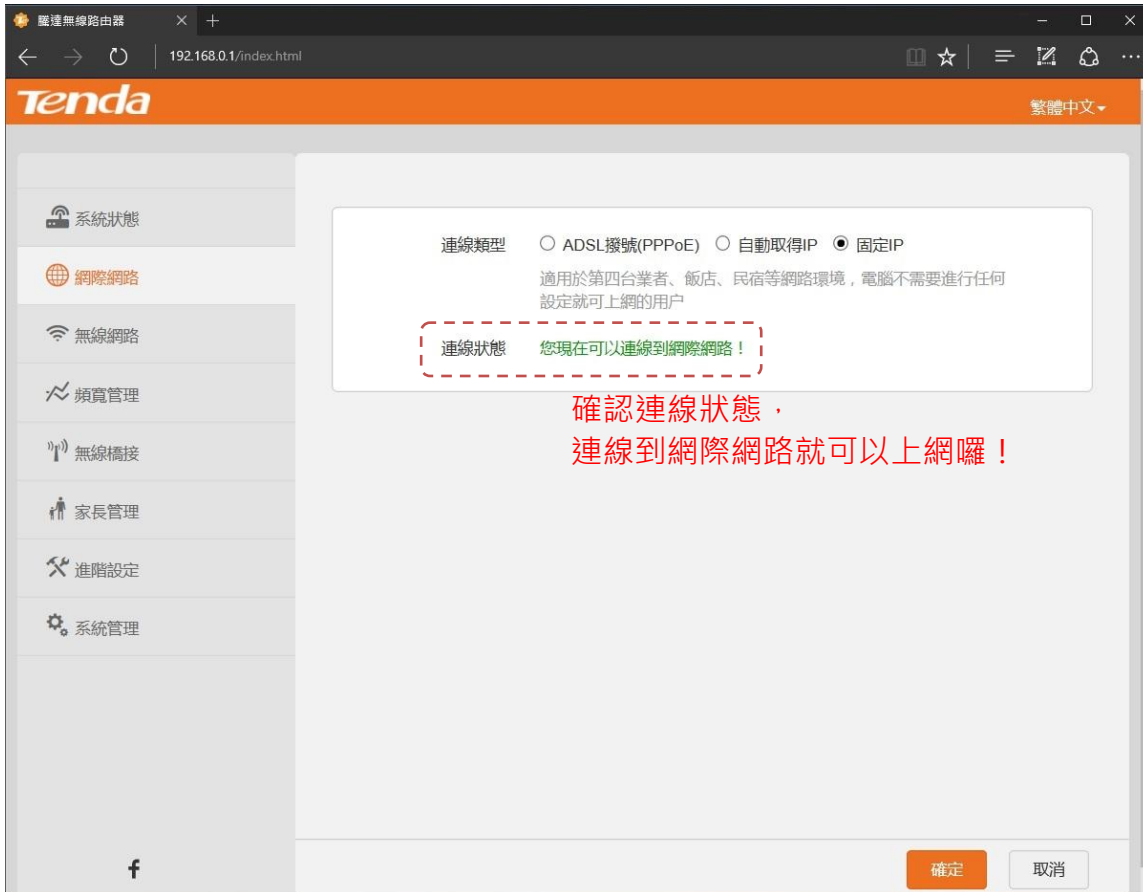 騰達無線路由器
192.168.0.1/index.html
Tenda
繁體中文
系統狀態
網際網路
無線網路
頻寬管理
無線橋接
家長管理
進階設定
系統管理
連線類型 ADSL撥號(PPPoE) 自動取得IP 固定IP
適用於第四台業者、飯店、民宿等網路環境，電腦不需要進行任何
設定就可上網的用户
連線狀態 您現在可以連線到網際網路！
確認連線狀態，
連線到網際網路就可以上網囉！
f
確定 取消